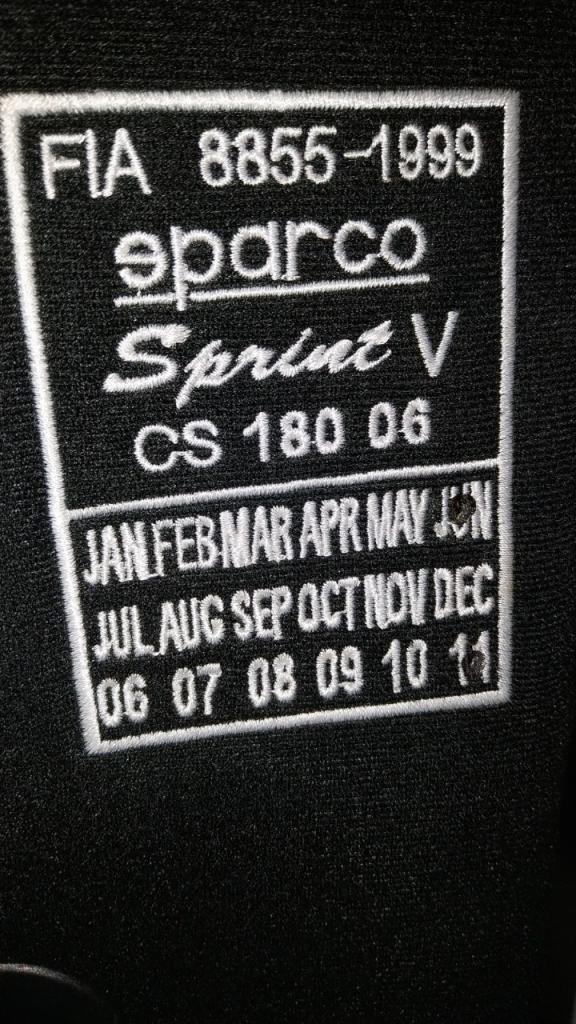 FIA 8855-1999
sparco
Sprint V
CS 180 06
JAN FEB MAR APR MAY JUN
JUL AUG SEP OCT NOV DEC
06 07 08 09 10 11